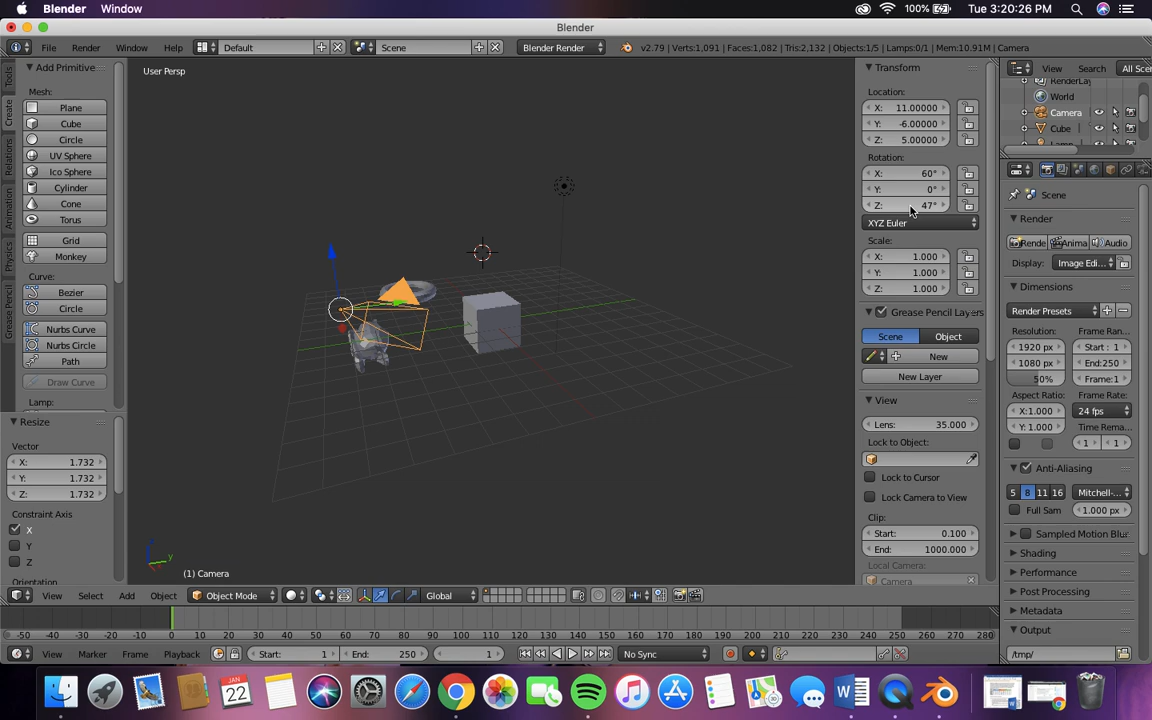 Blender Window 100% Tue 3:20:26 PM
Blender
File Render Window Help Default Scene Blender Render v2.79 | Verts:1,091 | Faces:1,082 | Tris:2,132 | Objects:1/5 | Lamps:0/1 | Mem:10.91M | Camera
Tools
Create
Relations
Animation
Physics
Grease Pencil
Add Primitive
Mesh:
Plane
Cube
Circle
UV Sphere
Ico Sphere
Cylinder
Cone
Torus
Grid
Monkey
Curve:
Bezier
Circle
Nurbs Curve
Nurbs Circle
Path
Draw Curve
Lamp:
Resize
Vector
X: 1.732
Y: 1.732
Z: 1.732
Constraint Axis
X
Y
Z
Orientation
User Persp
(1) Camera
Transform
Location:
X: 11.00000
Y: -6.00000
Z: 5.00000
Rotation:
X: 60°
Y: 0°
Z: 47°
XYZ Euler
Scale:
X: 1.000
Y: 1.000
Z: 1.000
Grease Pencil Layers
Scene Object
New
New Layer
View
Lens: 35.000
Lock to Object:
Lock to Cursor
Lock Camera to View
Clip:
Start: 0.100
End: 1000.000
Local Camera:
Camera
View Search All Sce
RenderLay
World
Camera
Cube
Lamp
Scene
Render
Rende Anima Audio
Display: Image Edi...
Dimensions
Render Presets
Resolution: Frame Ran...
1920 px Start : 1
1080 px End:250
50% Frame:1
Aspect Ratio: Frame Rate:
X:1.000 24 fps
Y: 1.000 Time Rema...
1 1
Anti-Aliasing
5 8 11 16 Mitchell-...
Full Sam 1.000 px
Sampled Motion Blu
Shading
Performance
Post Processing
Metadata
Output
/tmp/
View Select Add Object Object Mode Global
-50 -40 -30 -20 -10 0 10 20 30 40 50 60 70 80 90 100 110 120 130 140 150 160 170 180 190 200 210 220 230 240 250 260 270 280
View Marker Frame Playback Start: 1 End: 250 1 No Sync
JAN
22